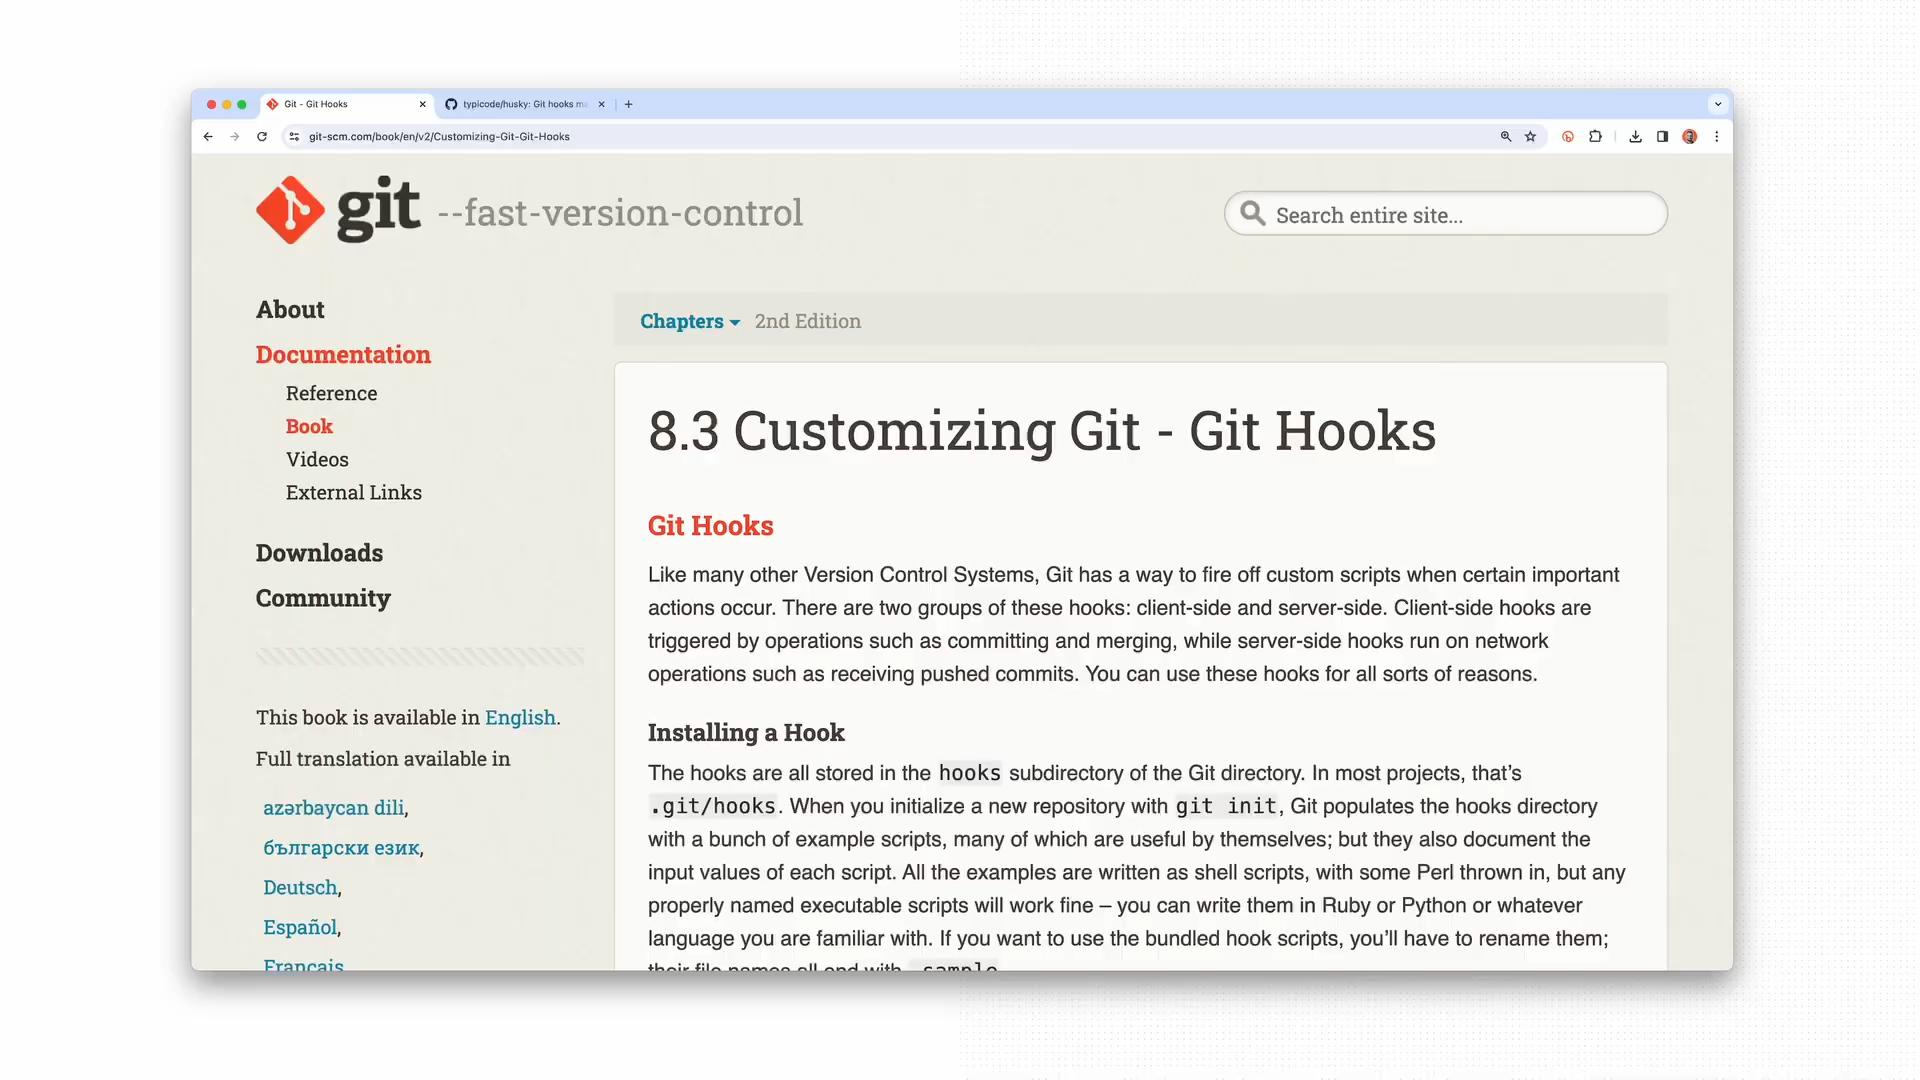 Git - Git Hooks
typicode/husky: Git hooks ma
git-scm.com/book/en/v2/Customizing-Git-Git-Hooks
git --fast-version-control
Search entire site...
About
Documentation
Reference
Book
Videos
External Links
Downloads
Community
This book is available in English.
Full translation available in
azərbaycan dili,
български език,
Deutsch,
Español,
Français
Chapters 2nd Edition
8.3 Customizing Git - Git Hooks
Git Hooks
Like many other Version Control Systems, Git has a way to fire off custom scripts when certain important
actions occur. There are two groups of these hooks: client-side and server-side. Client-side hooks are
triggered by operations such as committing and merging, while server-side hooks run on network
operations such as receiving pushed commits. You can use these hooks for all sorts of reasons.
Installing a Hook
The hooks are all stored in the hooks subdirectory of the Git directory. In most projects, that’s
.git/hooks. When you initialize a new repository with git init, Git populates the hooks directory
with a bunch of example scripts, many of which are useful by themselves; but they also document the
input values of each script. All the examples are written as shell scripts, with some Perl thrown in, but any
properly named executable scripts will work fine – you can write them in Ruby or Python or whatever
language you are familiar with. If you want to use the bundled hook scripts, you’ll have to rename them;
their file names all end with .sample